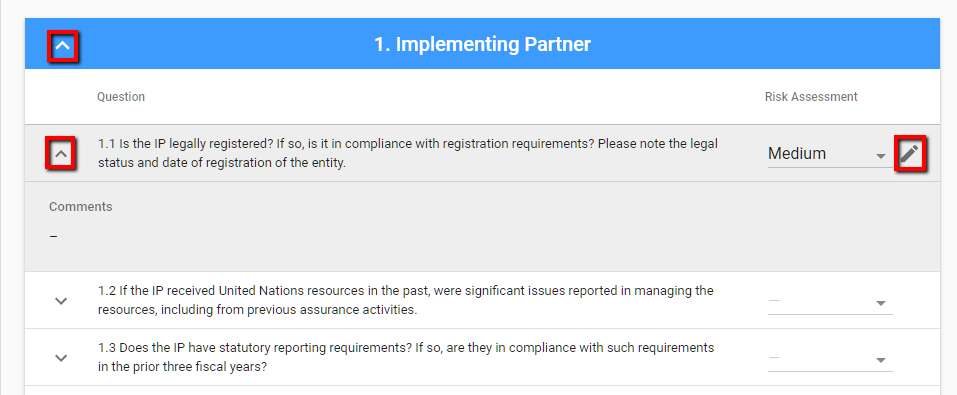 1. Implementing Partner
Question
Risk Assessment
1.1 Is the IP legally registered? If so, is it in compliance with registration requirements? Please note the legal
status and date of registration of the entity.
Medium
Comments
–
1.2 If the IP received United Nations resources in the past, were significant issues reported in managing the
resources, including from previous assurance activities.
—
1.3 Does the IP have statutory reporting requirements? If so, are they in compliance with such requirements
in the prior three fiscal years?
—